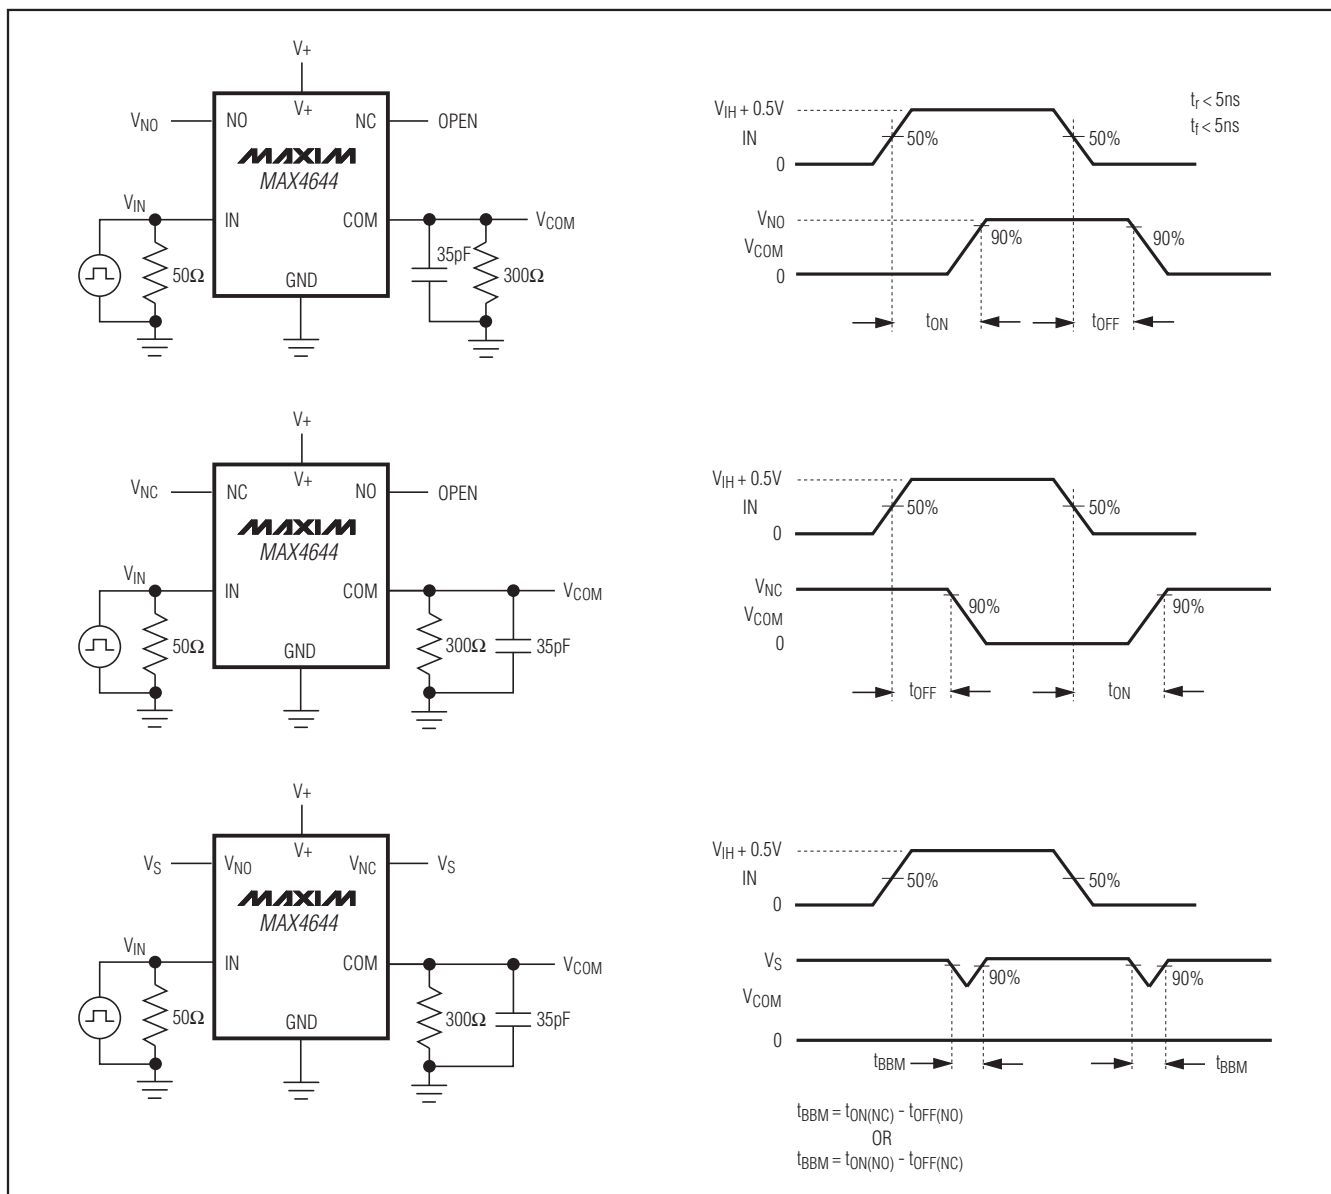 V+
V+
VNO
NO
NC
OPEN
MAXIM
MAX4644
VIN
IN
COM
VCOM
50Ω
35pF
300Ω
GND
VIH + 0.5V
IN
0
50%
50%
tr < 5ns
tf < 5ns
VNO
VCOM
0
90%
90%
tON
tOFF
V+
V+
VNC
NC
NO
OPEN
MAXIM
MAX4644
VIN
IN
COM
VCOM
50Ω
300Ω
35pF
GND
VIH + 0.5V
IN
0
50%
50%
VNC
VCOM
0
90%
90%
tOFF
tON
V+
V+
VS
VNO
VNC
VS
MAXIM
MAX4644
VIN
IN
COM
VCOM
50Ω
300Ω
35pF
GND
VIH + 0.5V
IN
0
50%
50%
VS
VCOM
0
90%
90%
tBBM
tBBM
tBBM = tON(NC) - tOFF(NO)
OR
tBBM = tON(NO) - tOFF(NC)